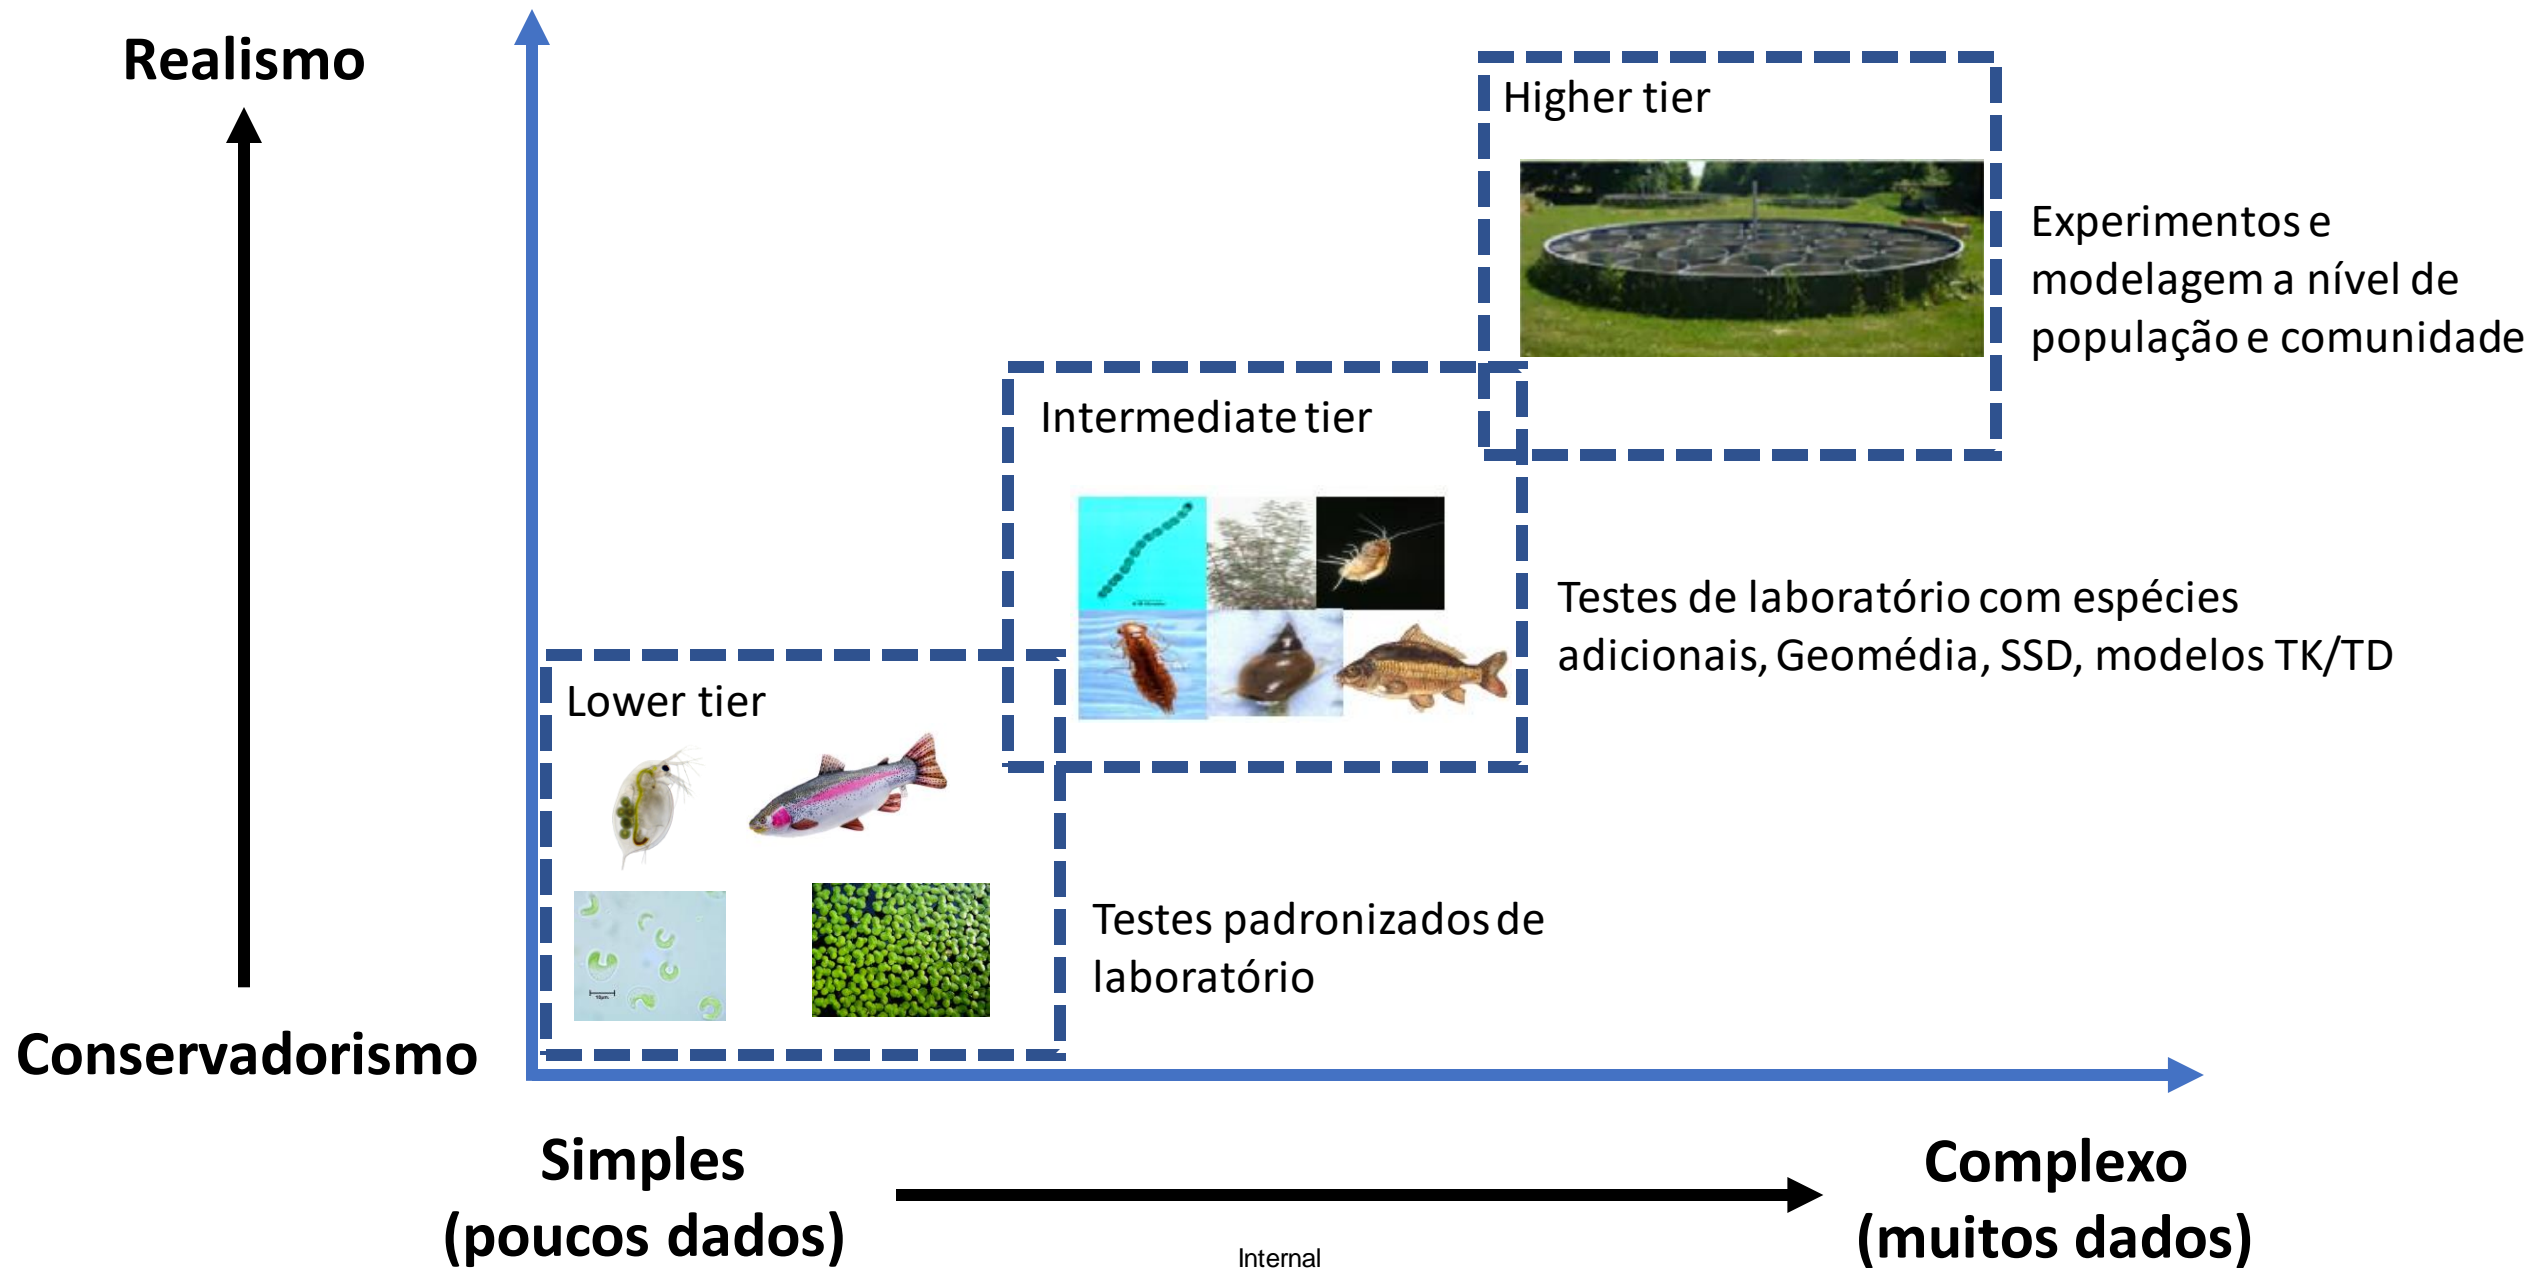 Realismo
Higher tier
Experimentos e
modelagem a nível de
população e comunidade
Intermediate tier
Testes de laboratório com espécies
adicionais, Geomédia, SSD, modelos TK/TD
Lower tier
Testes padronizados de
laboratório
10µm
Conservadorismo
Simples
(poucos dados)
Complexo
(muitos dados)
Internal